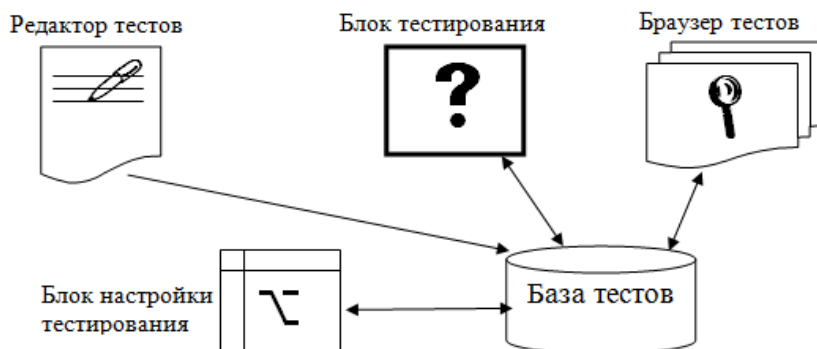 Редактор тестов
Блок тестирования
Браузер тестов
?
База тестов
Блок настройки
тестирования